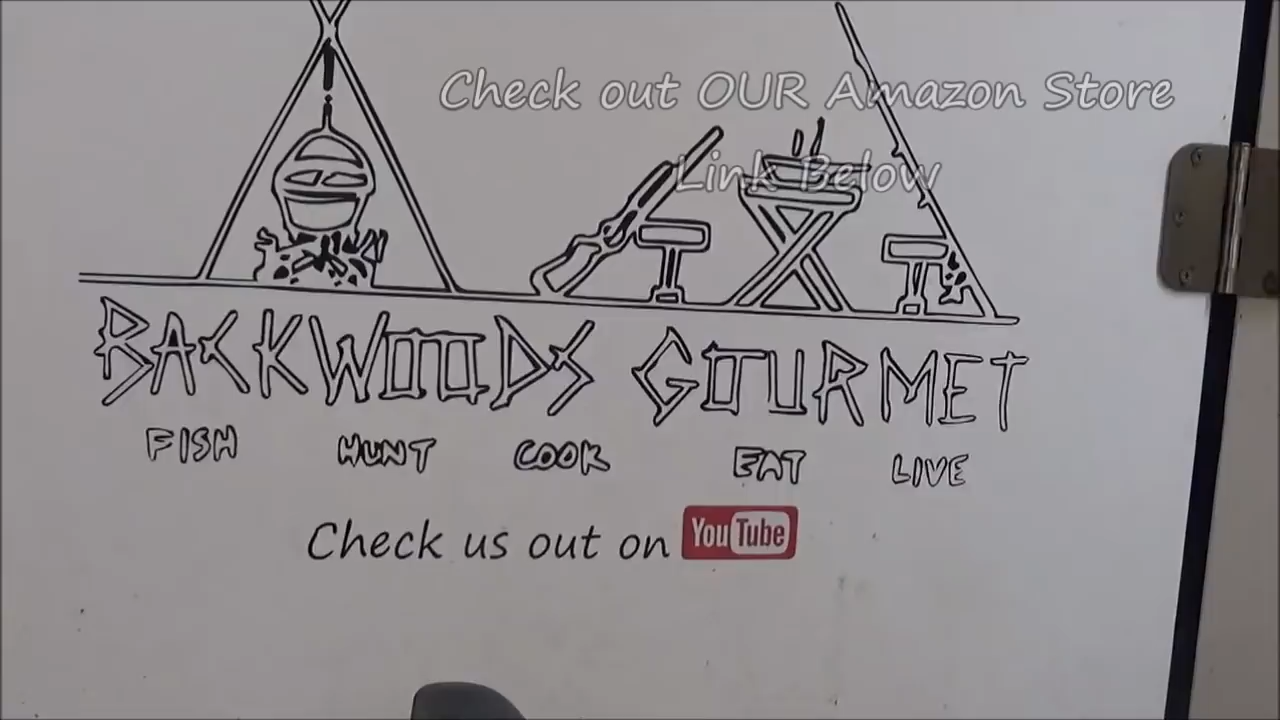 Check out OUR Amazon Store
Link Below
BACKWOODS GOURMET
FISH HUNT COOK EAT LIVE
Check us out on YouTube